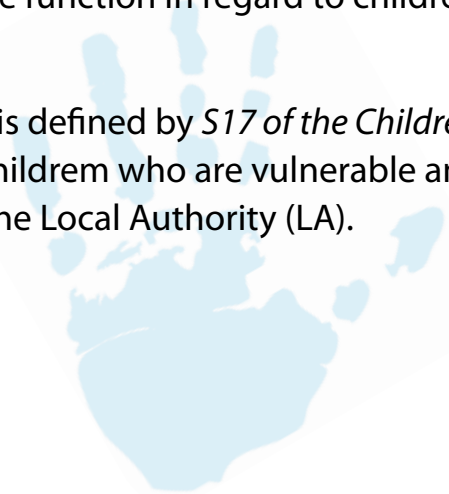 e function in regard to childre
is defined by S17 of the Childre
hildrem who are vulnerable ar
he Local Authority (LA).